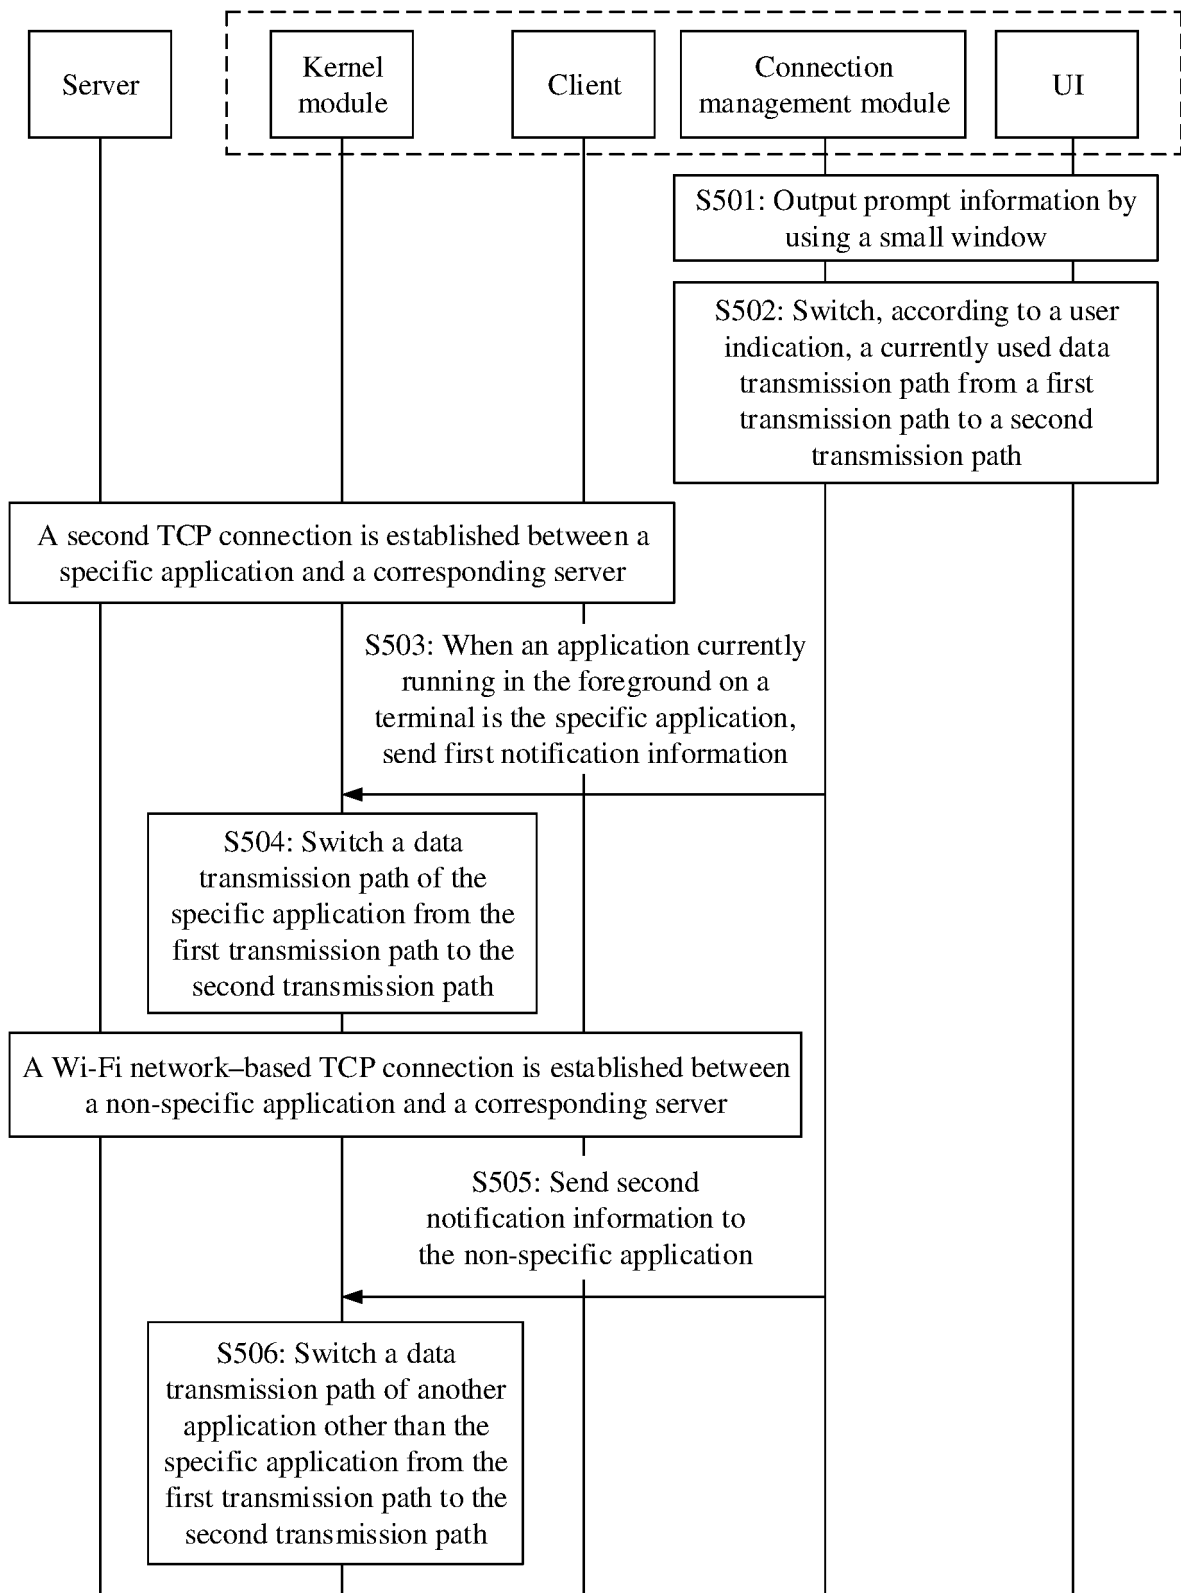 Server
Kernel
module
Client
Connection
management module
UI
S501: Output prompt information by
using a small window
S502: Switch, according to a user
indication, a currently used data
transmission path from a first
transmission path to a second
transmission path
A second TCP connection is established between a
specific application and a corresponding server
S503: When an application currently
running in the foreground on a
terminal is the specific application,
send first notification information
S504: Switch a data
transmission path of the
specific application from the
first transmission path to the
second transmission path
A Wi-Fi network–based TCP connection is established between
a non-specific application and a corresponding server
S505: Send second
notification information to
the non-specific application
S506: Switch a data
transmission path of another
application other than the
specific application from the
first transmission path to the
second transmission path